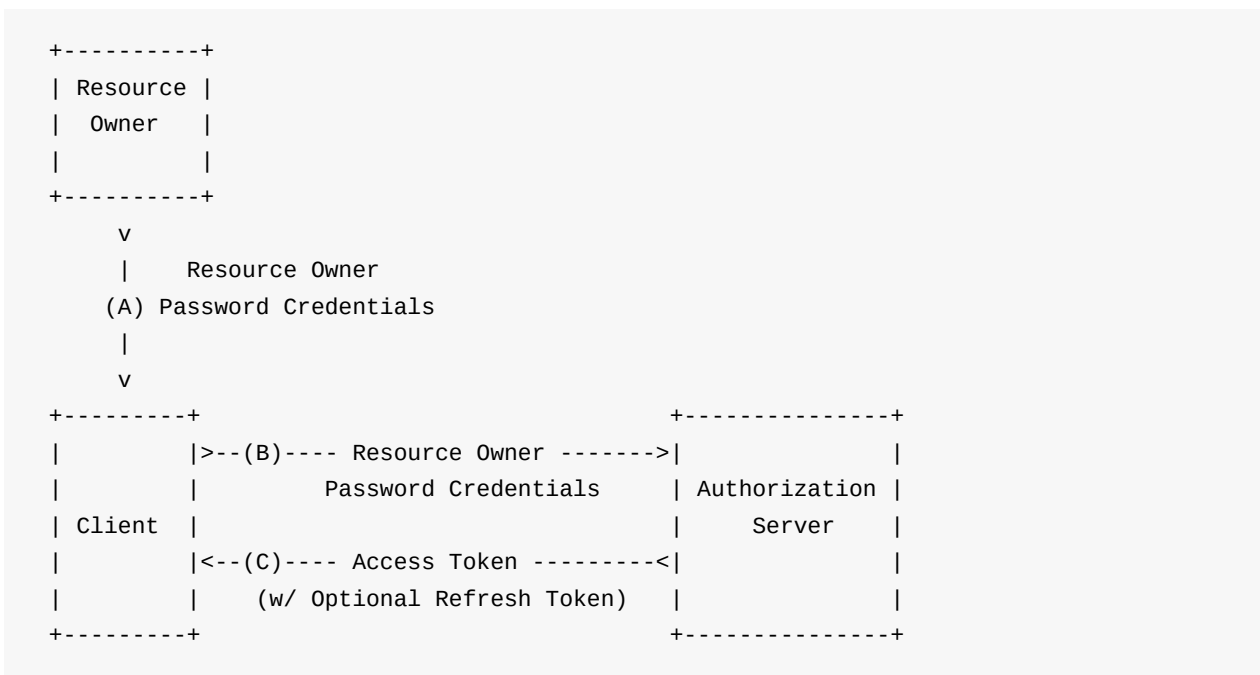 +----------+
| Resource |
|  Owner   |
|          |
+----------+
     v
     |    Resource Owner
    (A) Password Credentials
     |
     v
+---------+                                  +---------------+
|         |>--(B)---- Resource Owner ------->|               |
|         |         Password Credentials     | Authorization |
| Client  |                                  |     Server    |
|         |<--(C)---- Access Token ---------<|               |
|         |    (w/ Optional Refresh Token)   |               |
+---------+                                  +---------------+